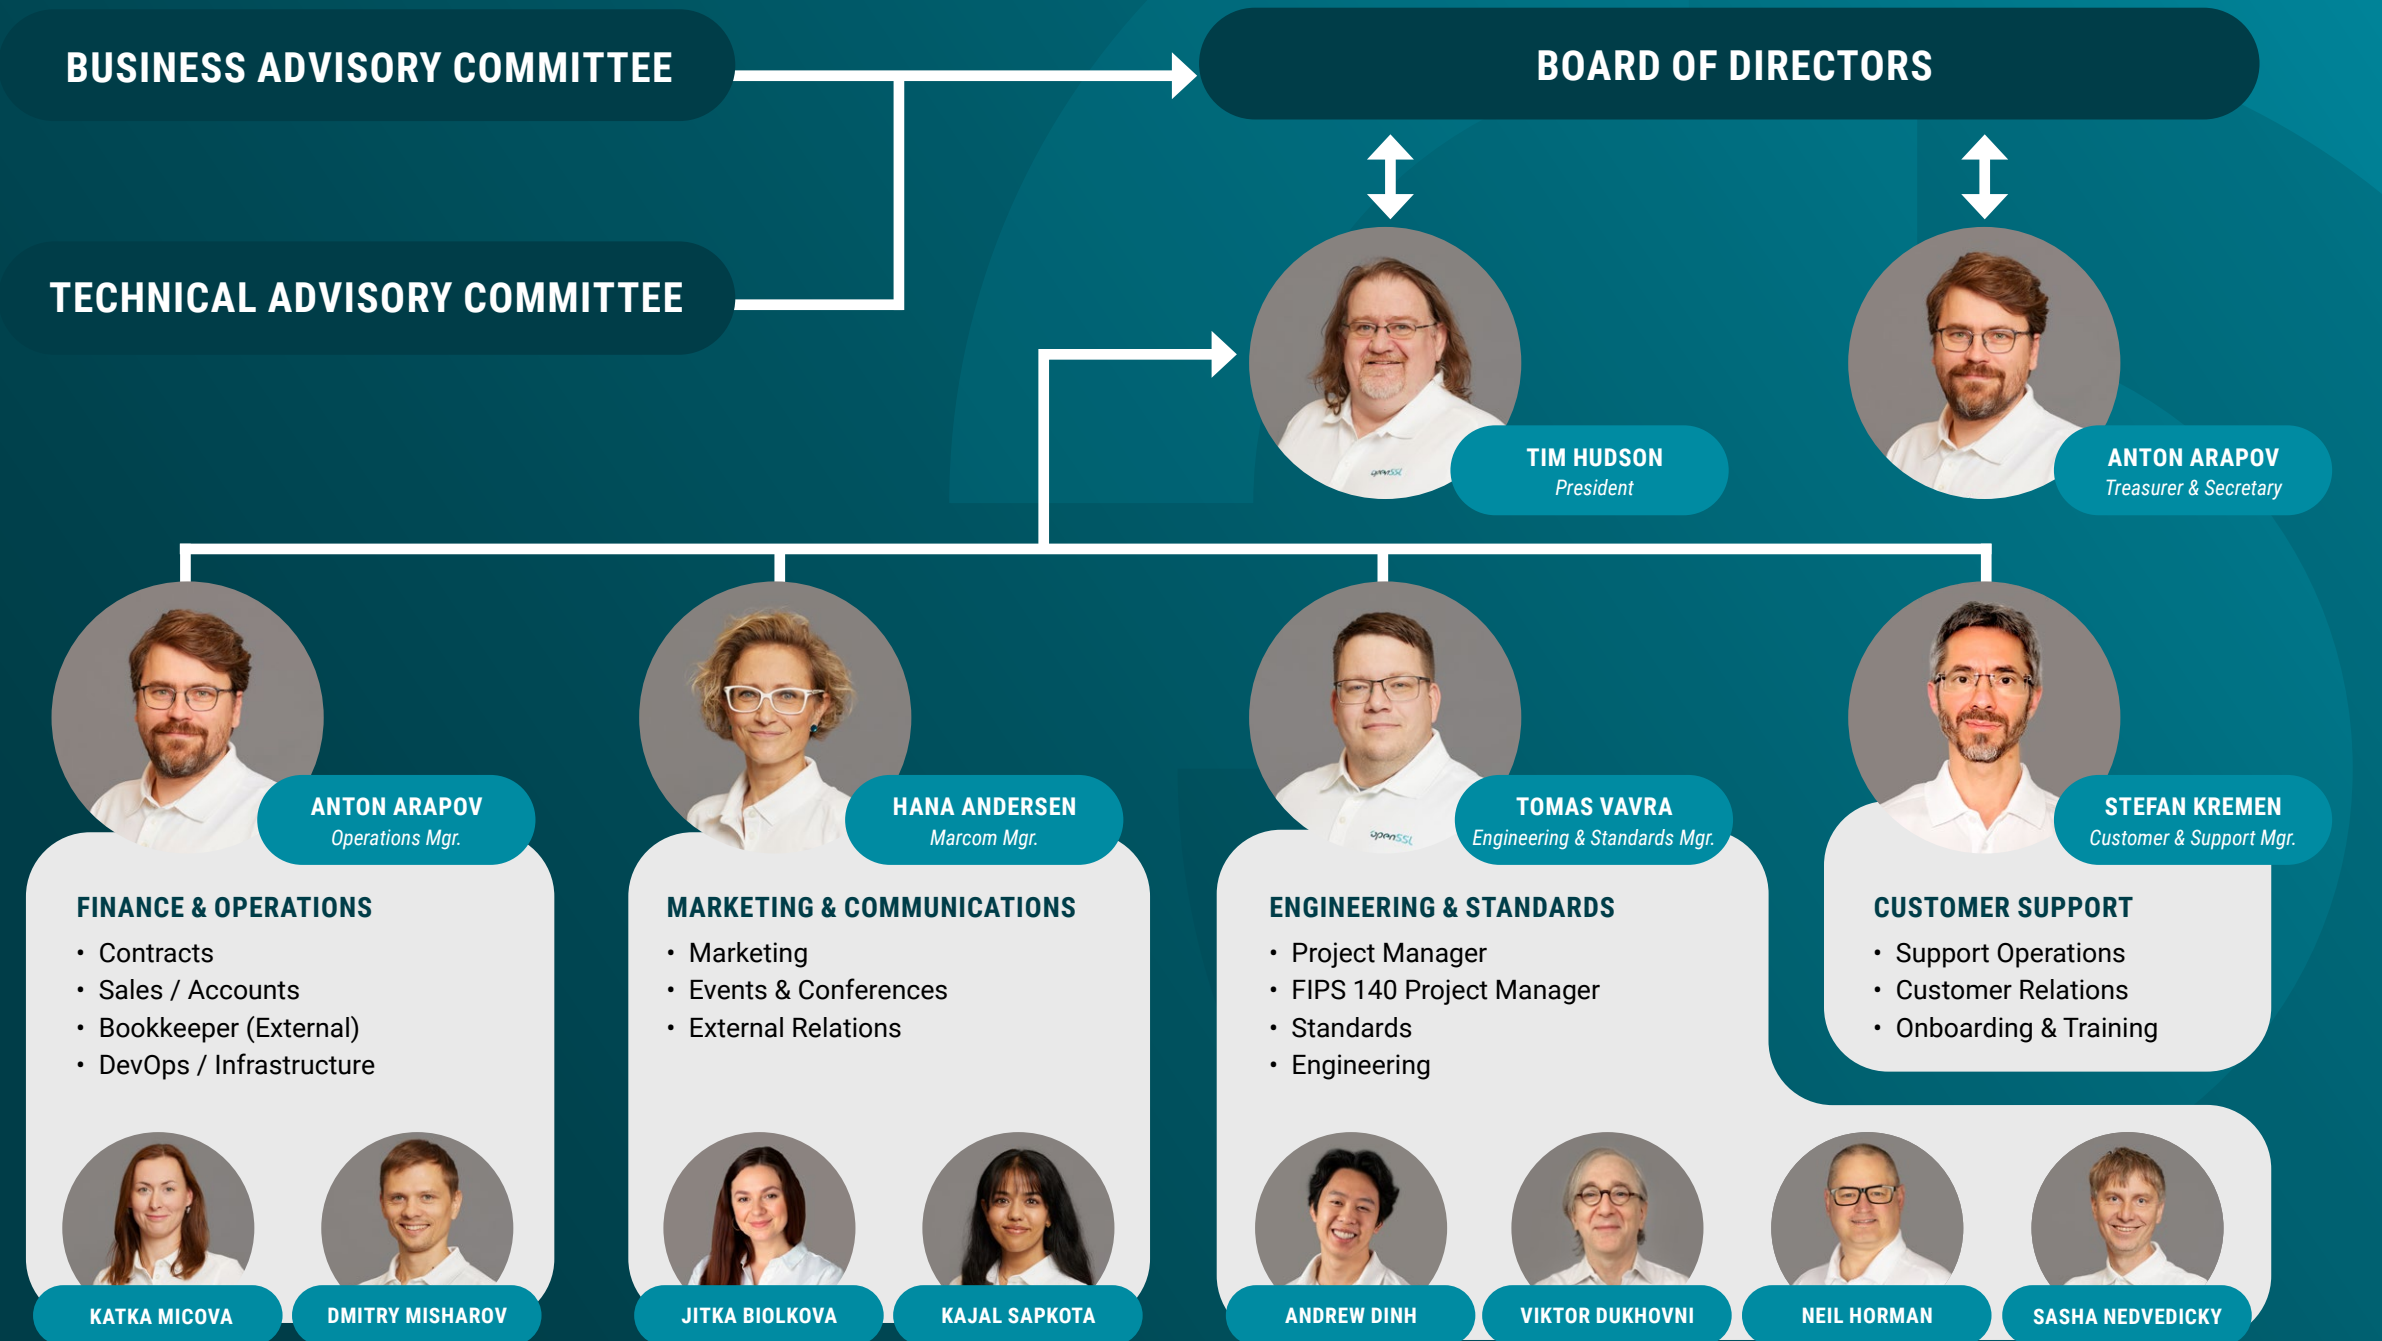 BUSINESS ADVISORY COMMITTEE
BOARD OF DIRECTORS
TECHNICAL ADVISORY COMMITTEE
openSSL
TIM HUDSON
President
ANTON ARAPOV
Treasurer & Secretary
ANTON ARAPOV
Operations Mgr.
HANA ANDERSEN
Marcom Mgr.
openSSL
TOMAS VAVRA
Engineering & Standards Mgr.
STEFAN KREMEN
Customer & Support Mgr.
FINANCE & OPERATIONS
• Contracts
• Sales / Accounts
• Bookkeeper (External)
• DevOps / Infrastructure
MARKETING & COMMUNICATIONS
• Marketing
• Events & Conferences
• External Relations
ENGINEERING & STANDARDS
• Project Manager
• FIPS 140 Project Manager
• Standards
• Engineering
CUSTOMER SUPPORT
• Support Operations
• Customer Relations
• Onboarding & Training
KATKA MICOVA
DMITRY MISHAROV
JITKA BIOLKOVA
KAJAL SAPKOTA
ANDREW DINH
VIKTOR DUKHOVNI
NEIL HORMAN
SASHA NEDVEDICKY